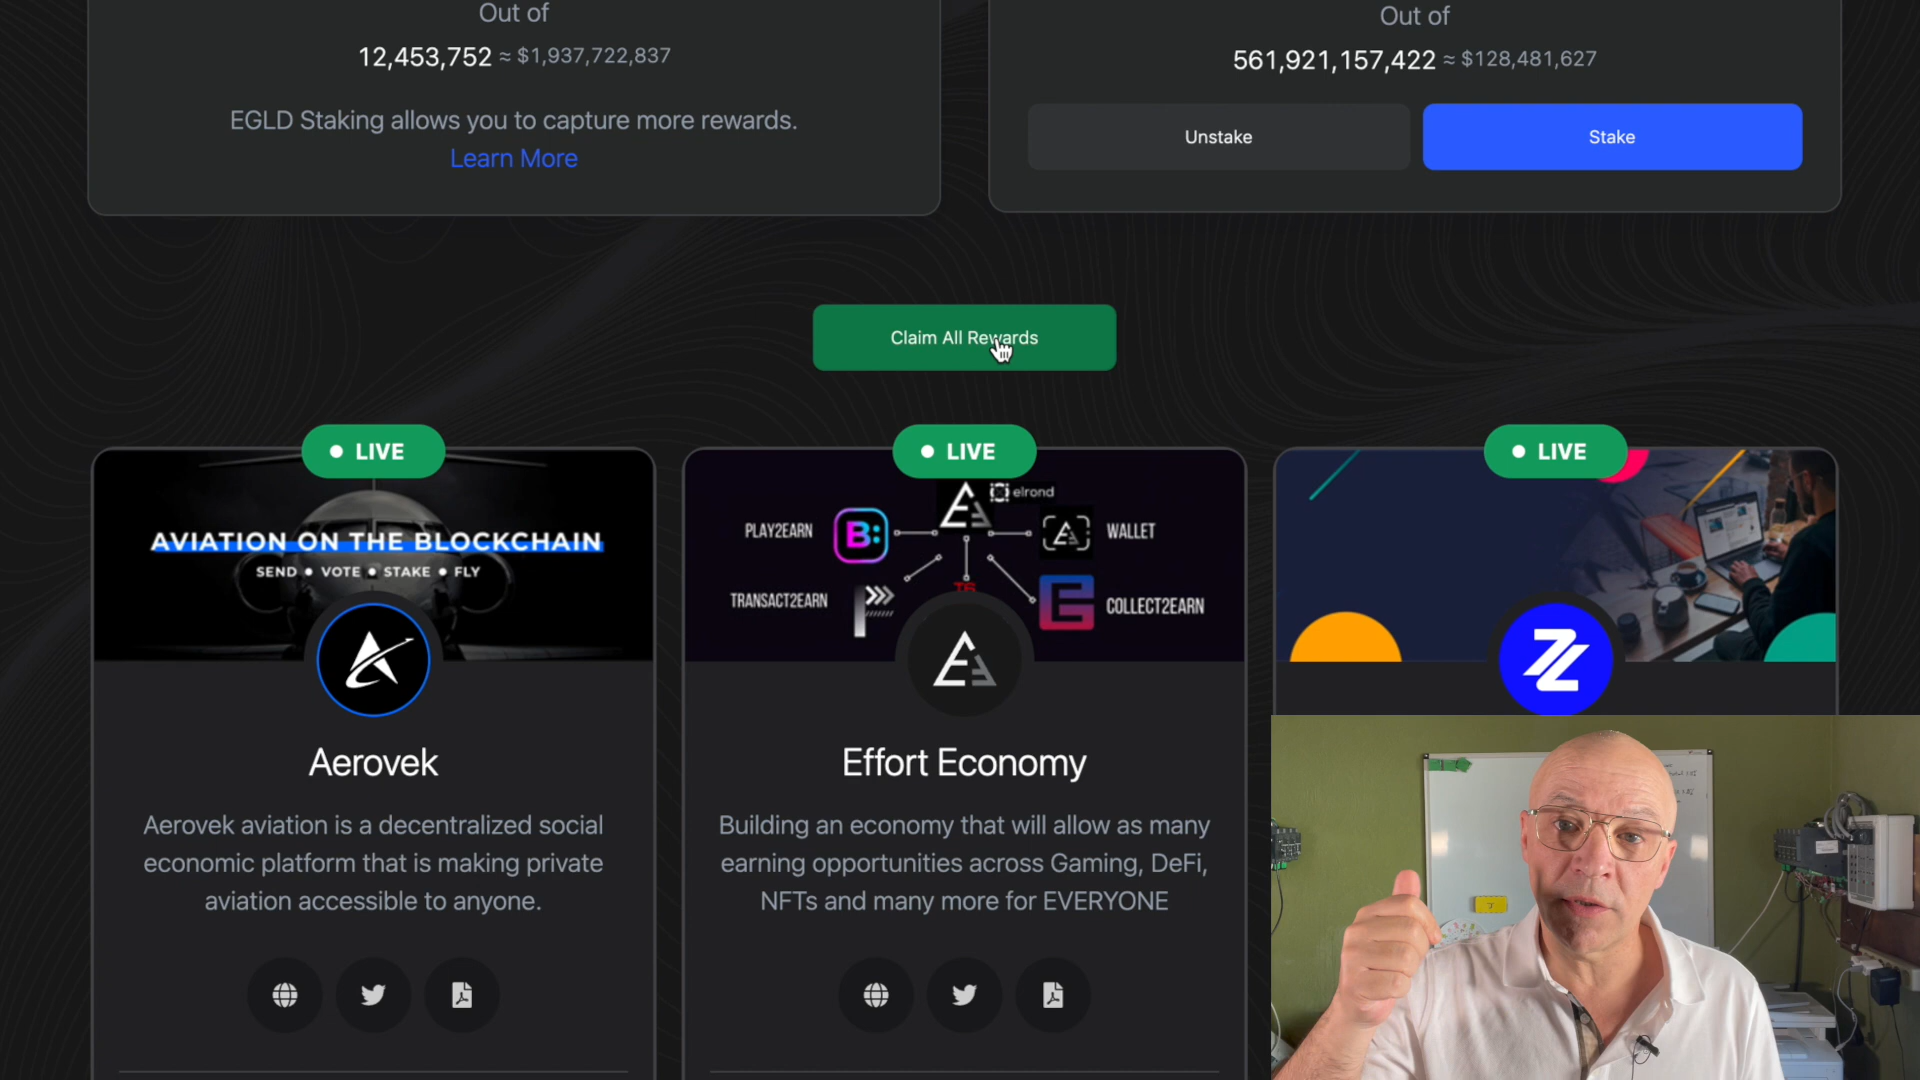 Out of
12,453,752 ≈ $1,937,722,837
EGLD Staking allows you to capture more rewards.
Learn More
Out of
561,921,157,422 ≈ $128,481,627
Unstake
Stake
Claim All Rewards
LIVE
AVIATION ON THE BLOCKCHAIN
SEND • VOTE • STAKE • FLY
Aerovek
Aerovek aviation is a decentralized social
economic platform that is making private
aviation accessible to anyone.
LIVE
elrond
PLAY2EARN
B:
WALLET
TRANSACT2EARN
COLLECT2EARN
Effort Economy
Building an economy that will allow as many
earning opportunities across Gaming, DeFi,
NFTs and many more for EVERYONE
LIVE